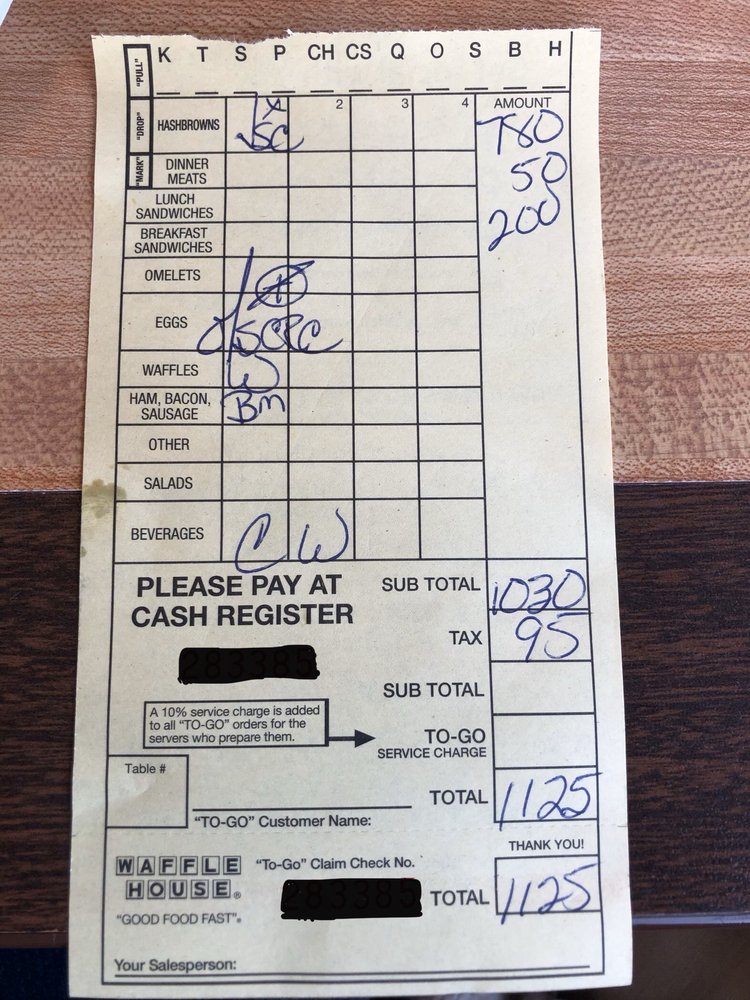 "PULL" K T S P CH CS Q O S B H
"DROP" HASHBROWNS SC 2 3 4 AMOUNT
780
"MARK" DINNER MEATS 50
LUNCH SANDWICHES 200
BREAKFAST SANDWICHES
OMELETS
EGGS
WAFFLES W
HAM, BACON, SAUSAGE Bm
OTHER
SALADS
BEVERAGES C W
PLEASE PAY AT
CASH REGISTER
SUB TOTAL 1030
TAX 95
SUB TOTAL
A 10% service charge is added
to all "TO-GO" orders for the
servers who prepare them.
TO-GO
SERVICE CHARGE
Table #
TOTAL 1125
"TO-GO" Customer Name:
THANK YOU!
WAFFLE
HOUSE®
"Go-To" Claim Check No.
TOTAL 1125
"GOOD FOOD FAST"®
Your Salesperson: